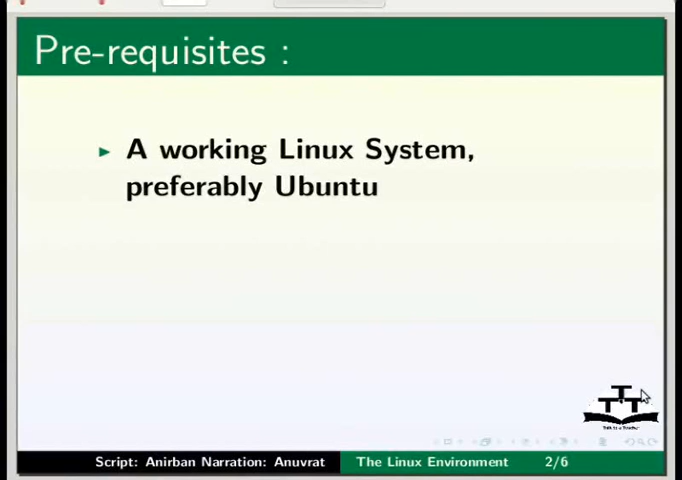 Pre-requisites :
A working Linux System,
preferably Ubuntu
Script: Anirban Narration: Anuvrat The Linux Environment 2/6